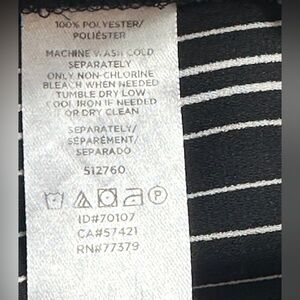 100% POLYESTER/
POLIÉSTER
MACHINE WASH COLD
SEPARATELY
ONLY NON-CHLORINE
BLEACH WHEN NEEDED
TUMBLE DRY LOW
COOL IRON IF NEEDED
OR DRY CLEAN
SEPARATELY/
SÉPARÉMENT/
SEPARADO
512760
P
ID#70107
CA#57421
RN#77379